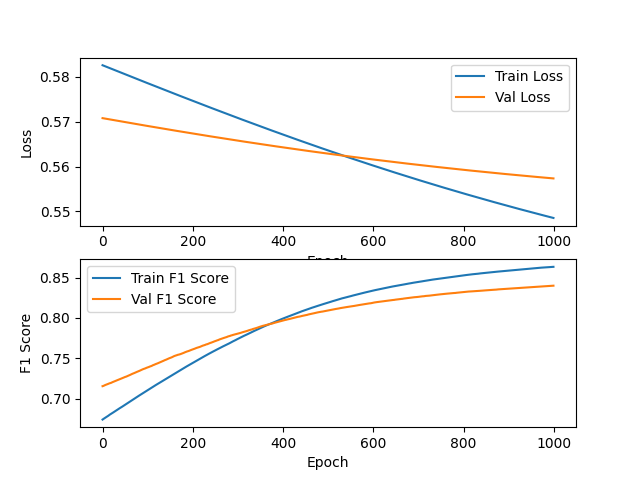 0.58
0.57
0.56
0.55
Loss
Train Loss
Val Loss
0 200 400 600 800 1000
Epoch
0.85
0.80
0.75
0.70
F1 Score
Train F1 Score
Val F1 Score
0 200 400 600 800 1000
Epoch